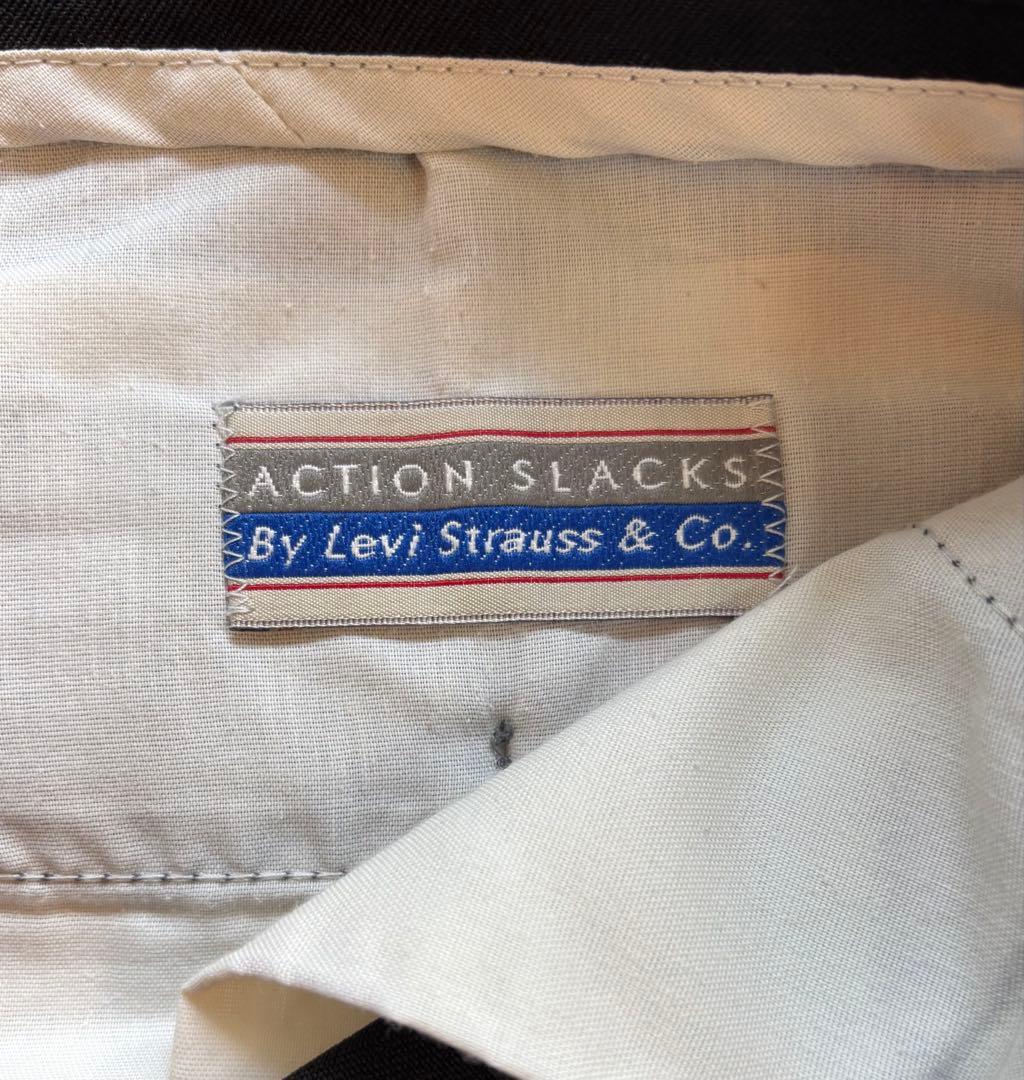 ACTION SLACKS
By Levi Strauss & Co.